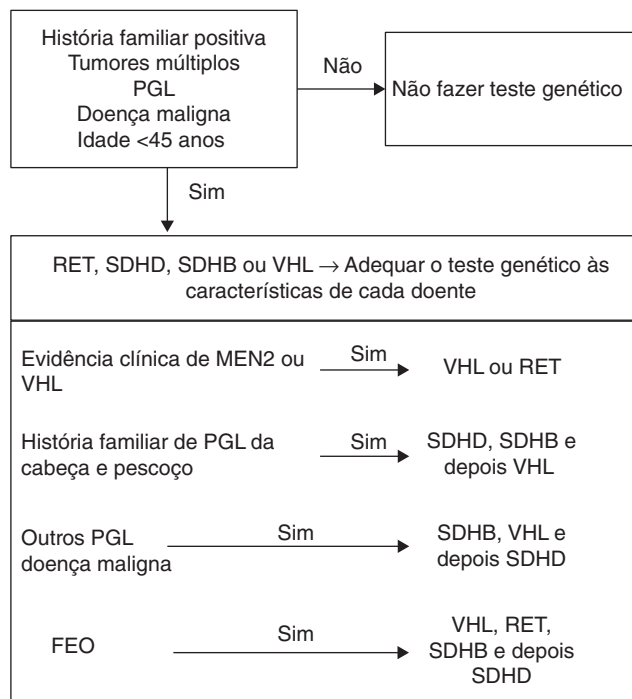 História familiar positiva
Tumores múltiplos
PGL
Doença maligna
Idade <45 anos
Não
Não fazer teste genético
Sim
RET, SDHD, SDHB ou VHL → Adequar o teste genético às
características de cada doente
Evidência clínica de MEN2 ou
VHL
Sim
VHL ou RET
História familiar de PGL da
cabeça e pescoço
Sim
SDHD, SDHB e
depois VHL
Outros PGL
doença maligna
Sim
SDHB, VHL e
depois SDHD
FEO
Sim
VHL, RET,
SDHB e depois
SDHD